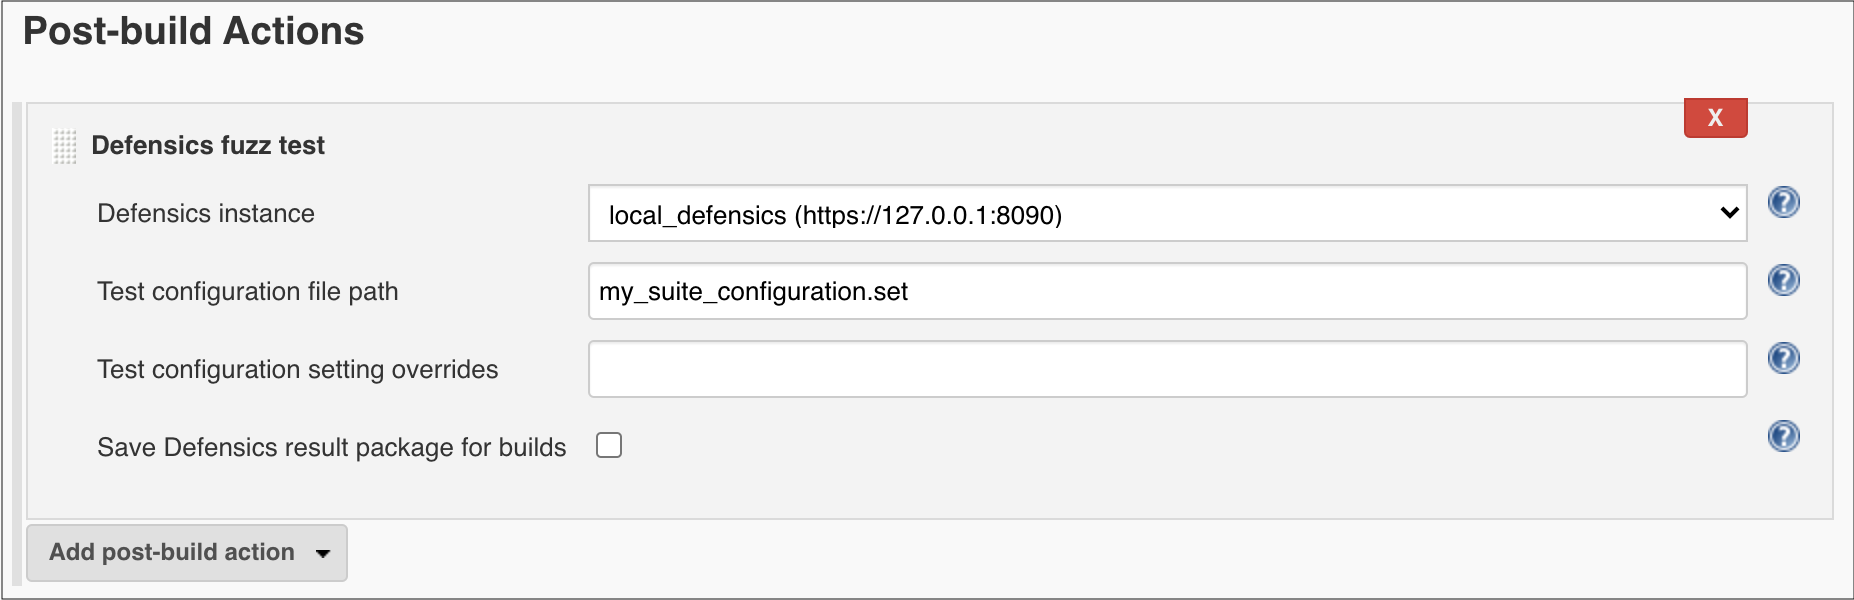 Post-build Actions
X
Defensics fuzz test
Defensics instance
local_defensics (https://127.0.0.1:8090)
?
Test configuration file path
my_suite_configuration.set
?
Test configuration setting overrides
?
Save Defensics result package for builds
?
Add post-build action